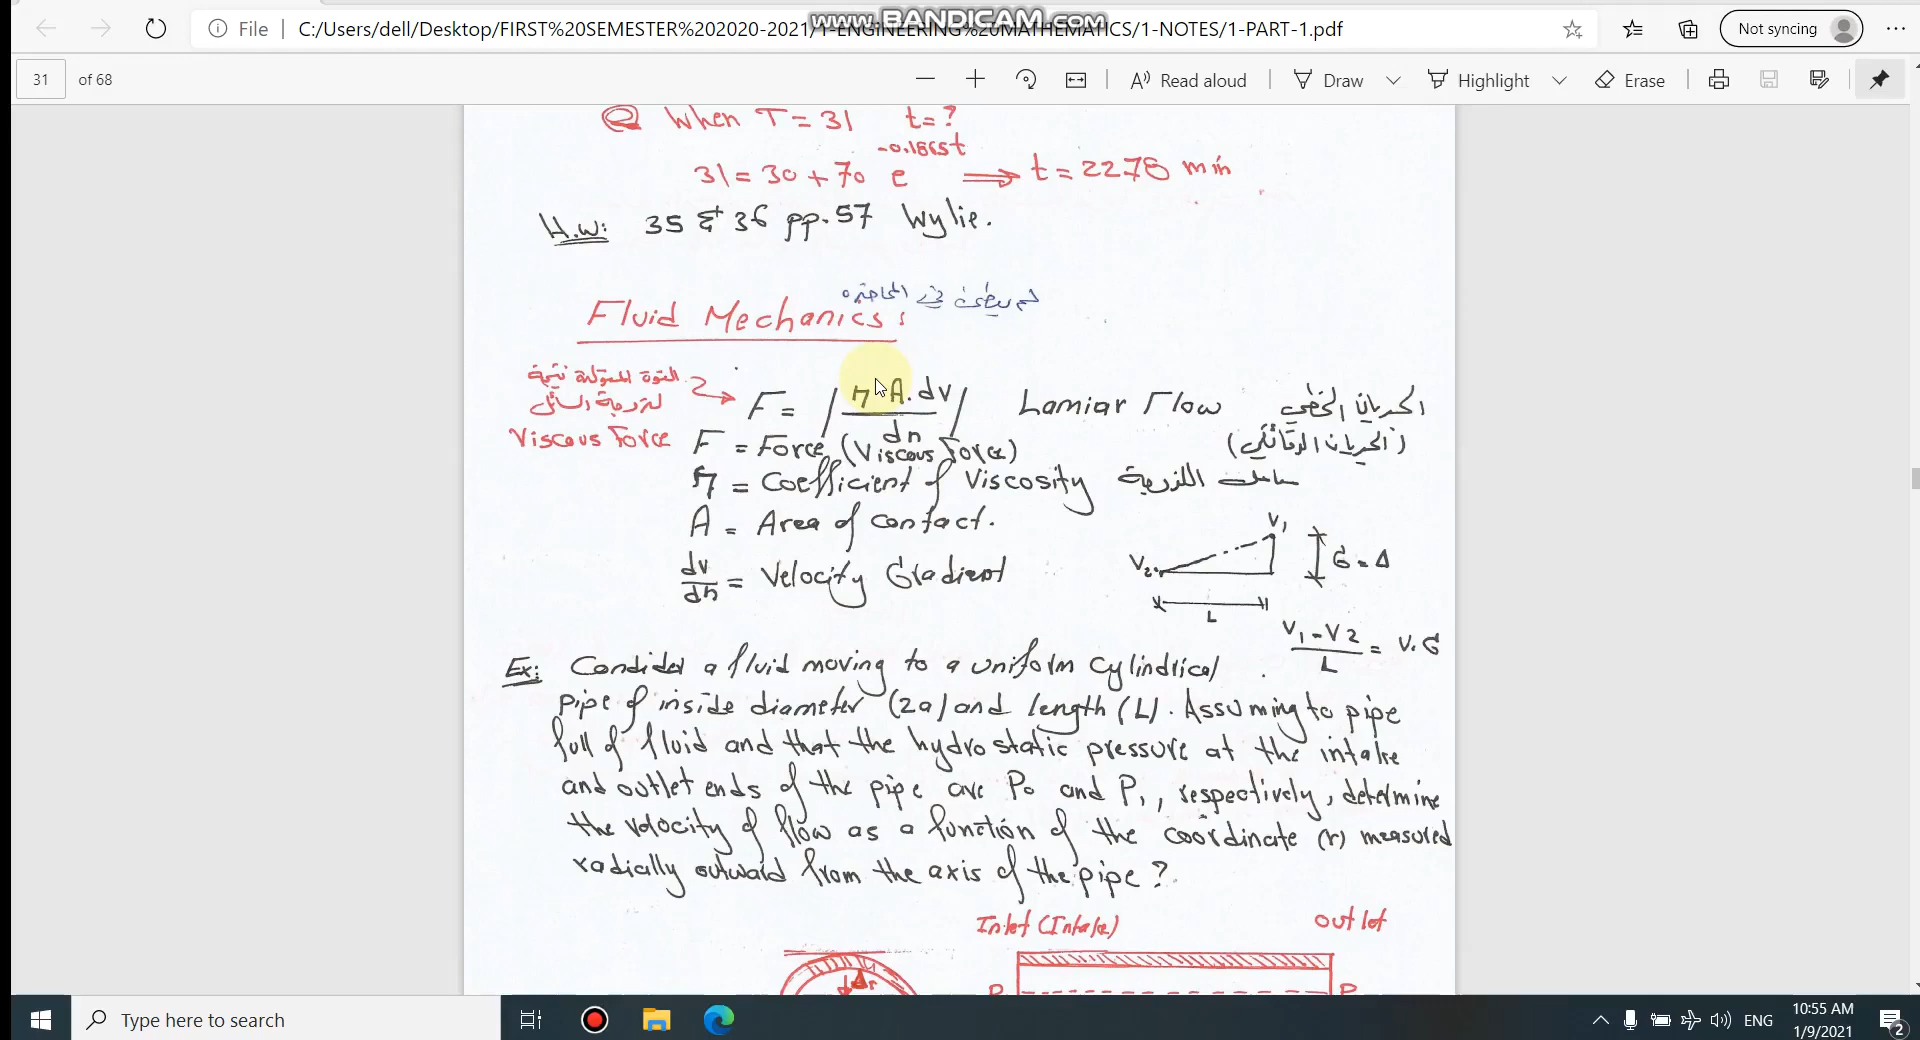 www.BANDICAM.com
File C:/Users/dell/Desktop/FIRST%20SEMESTER%202020-2021/1-ENGINEERING%20MATHEMATICS/1-NOTES/1-PART-1.pdf Not syncing
31 of 68 Read aloud Draw Highlight Erase
Q When T = 31 t = ?
31 = 30 + 70 e^-0.1865t ⟹ t = 22.78 min
H.W: 35 & 36 pp. 57 Wylie.
Fluid Mechanics: في المحاضرة
القوة المتولدة نتيجة
لزوجة السائل
Viscous Force
F = | η A. dv / dn | Lamiar Flow الجريان الخطي
(الجريان الرقائقي)
F = Force (Viscous Force)
η = Coefficient of Viscosity معامل اللزوجة
A = Area of contact.
dv/dn = Velocity Gradient
V1
V2 G = Δ
L
V1 - V2 / L = V.G
Ex: Condider a fluid moving to a uniform cylindrical
pipe of inside diameter (2a) and length (L). Assuming to pipe
full of fluid and that the hydrostatic pressure at the intake
and outlet ends of the pipe are P0 and P1, respectively, determine
the velocity of flow as a function of the coordinate (r) measured
radially outward from the axis of the pipe?
Inlet (Intake) outlet
Δr
P P
Type here to search ENG 10:55 AM
1/9/2021
2